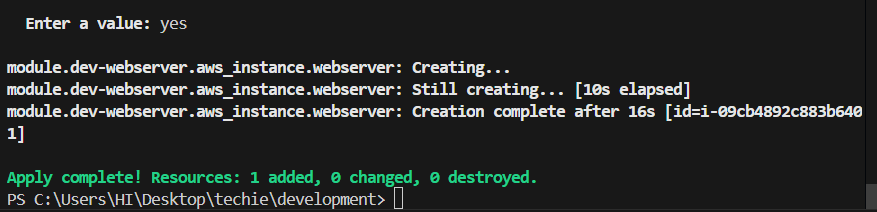 Enter a value: yes
module.dev-webserver.aws_instance.webserver: Creating...
module.dev-webserver.aws_instance.webserver: Still creating... [10s elapsed]
module.dev-webserver.aws_instance.webserver: Creation complete after 16s [id=i-09cb4892c883b640
1]
Apply complete! Resources: 1 added, 0 changed, 0 destroyed.
PS C:\Users\HI\Desktop\techie\development>